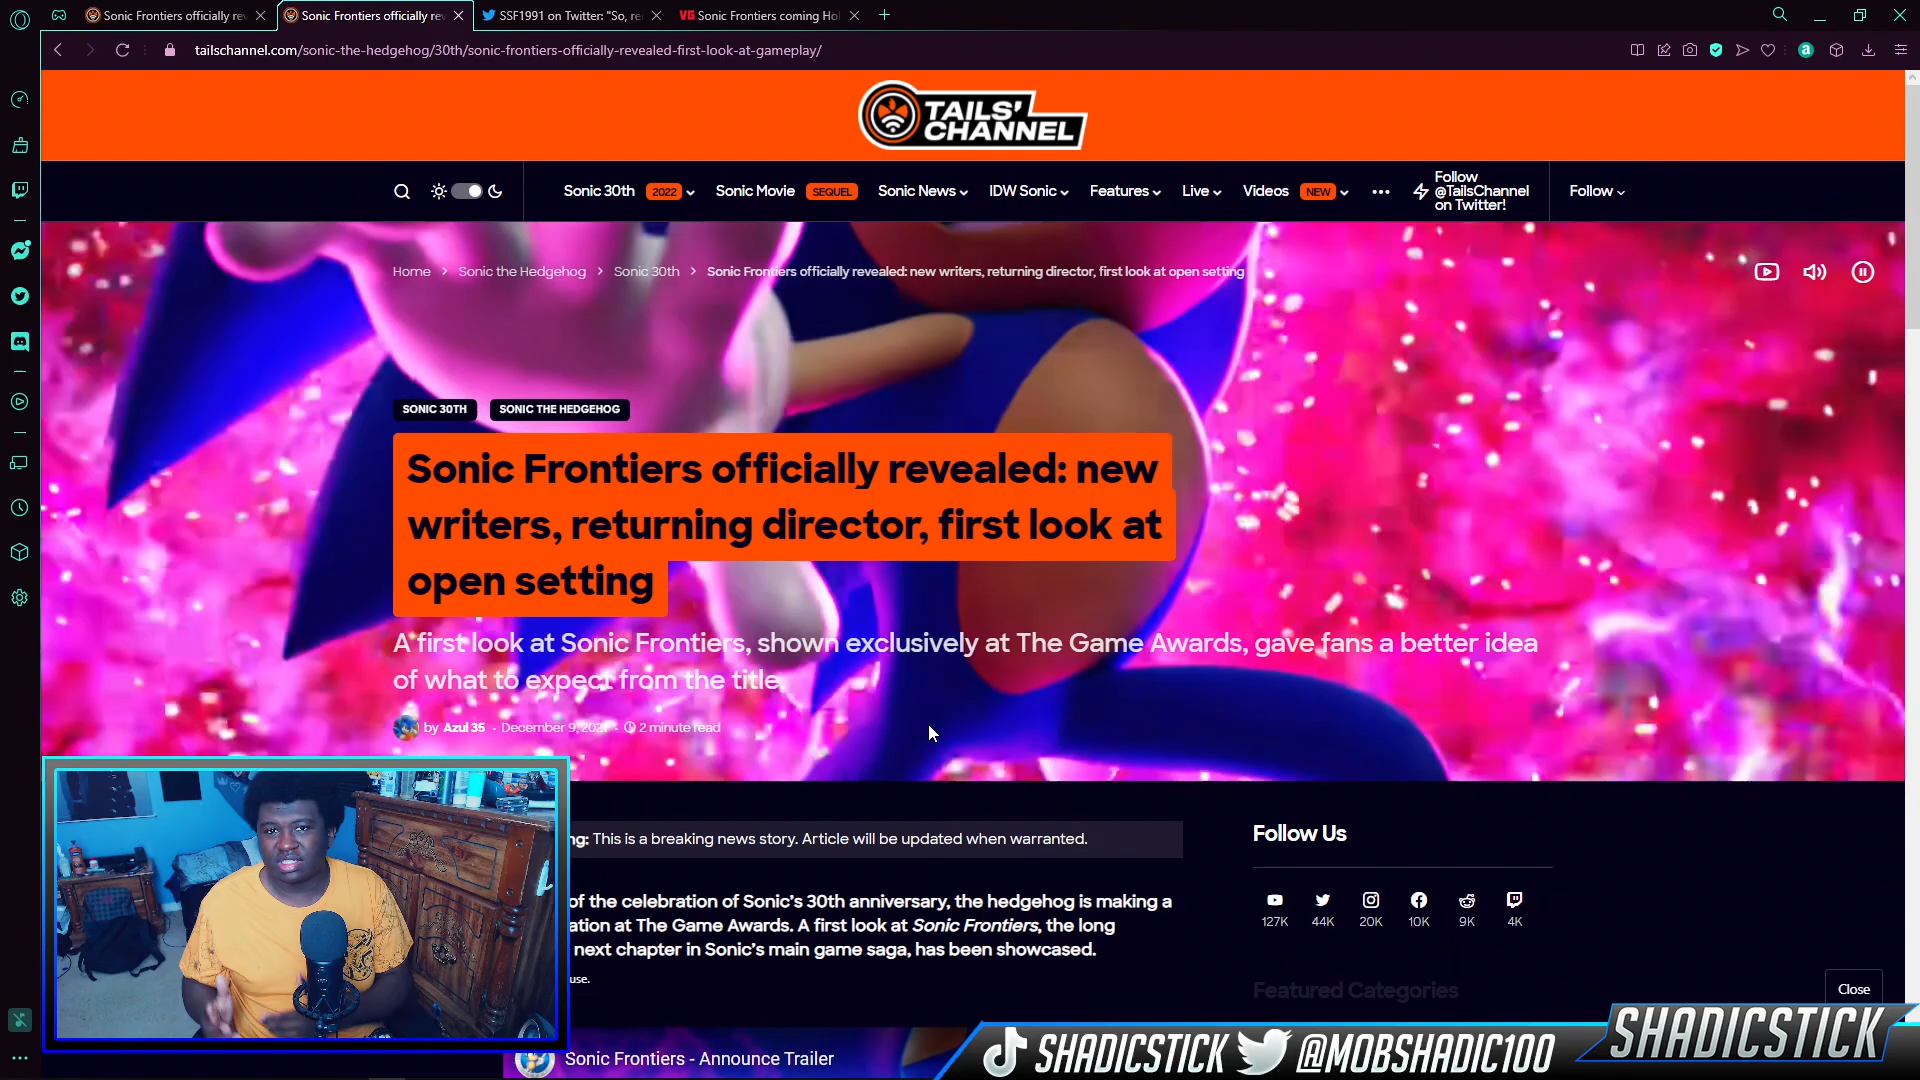 Sonic Frontiers officially rev
Sonic Frontiers officially rev
SSF1991 on Twitter: "So, re
VG Sonic Frontiers coming Hol
tailschannel.com/sonic-the-hedgehog/30th/sonic-frontiers-officially-revealed-first-look-at-gameplay/
TAILS'
CHANNEL
Sonic 30th 2022 Sonic Movie SEQUEL Sonic News IDW Sonic Features Live Videos NEW
Follow
@TailsChannel
on Twitter!
Follow
Home > Sonic the Hedgehog > Sonic 30th > Sonic Frontiers officially revealed: new writers, returning director, first look at open setting
SONIC 30TH SONIC THE HEDGEHOG
Sonic Frontiers officially revealed: new
writers, returning director, first look at
open setting
A first look at Sonic Frontiers, shown exclusively at The Game Awards, gave fans a better idea
of what to expect from the title.
by Azul 35 · December 9, 2021 · 2 minute read
ng: This is a breaking news story. Article will be updated when warranted.
of the celebration of Sonic's 30th anniversary, the hedgehog is making a
ation at The Game Awards. A first look at Sonic Frontiers, the long
next chapter in Sonic's main game saga, has been showcased.
use.
Sonic Frontiers - Announce Trailer
Follow Us
127K 44K 20K 10K 9K 4K
Featured Categories
Close
SHADICSTICK @MOBSHADIC100
SHADICSTICK